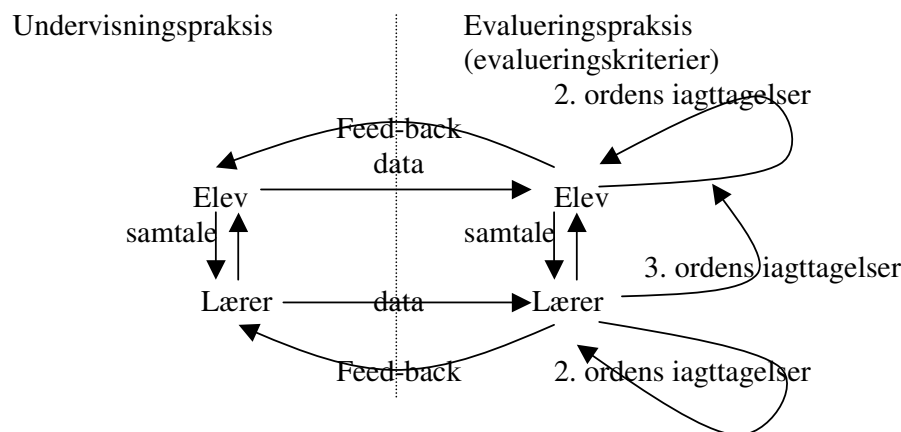 Undervisningspraksis
Evalueringspraksis
(evalueringskriterier)
2. ordens iagttagelser
Feed-back
data
Elev
Elev
samtale
samtale
3. ordens iagttagelser
Lærer
data
Lærer
Feed-back
2. ordens iagttagelser